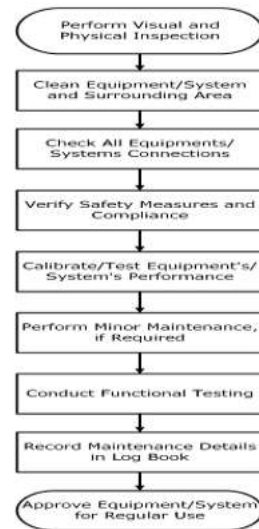 Perform Visual and
Physical Inspection
Clean Equipment/System
and Surrounding Area
Check All Equipments/
Systems Connections
Verify Safety Measures and
Compliance
Calibrate/Test Equipment's/
System's Performance
Perform Minor Maintenance,
if Required
Conduct Functional Testing
Record Maintenance Details
in Log Book
Approve Equipment/System
for Regular Use